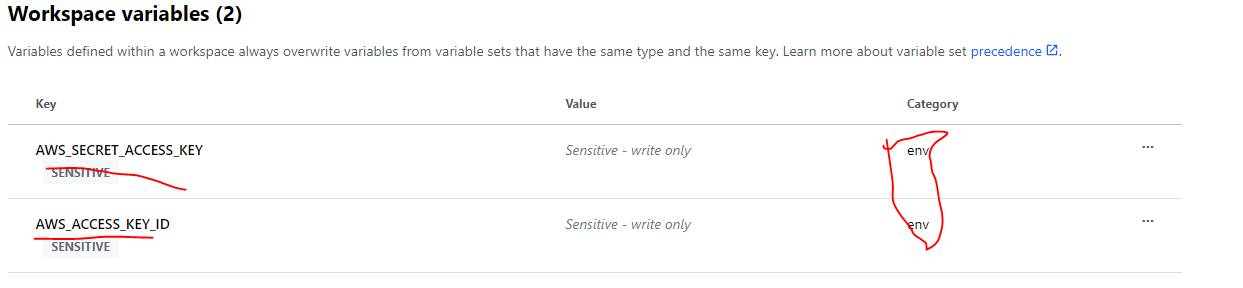 Workspace variables (2)
Variables defined within a workspace always overwrite variables from variable sets that have the same type and the same key. Learn more about variable set precedence.
Key Value Category
AWS_SECRET_ACCESS_KEY Sensitive - write only env ...
SENSITIVE
AWS_ACCESS_KEY_ID Sensitive - write only env ...
SENSITIVE